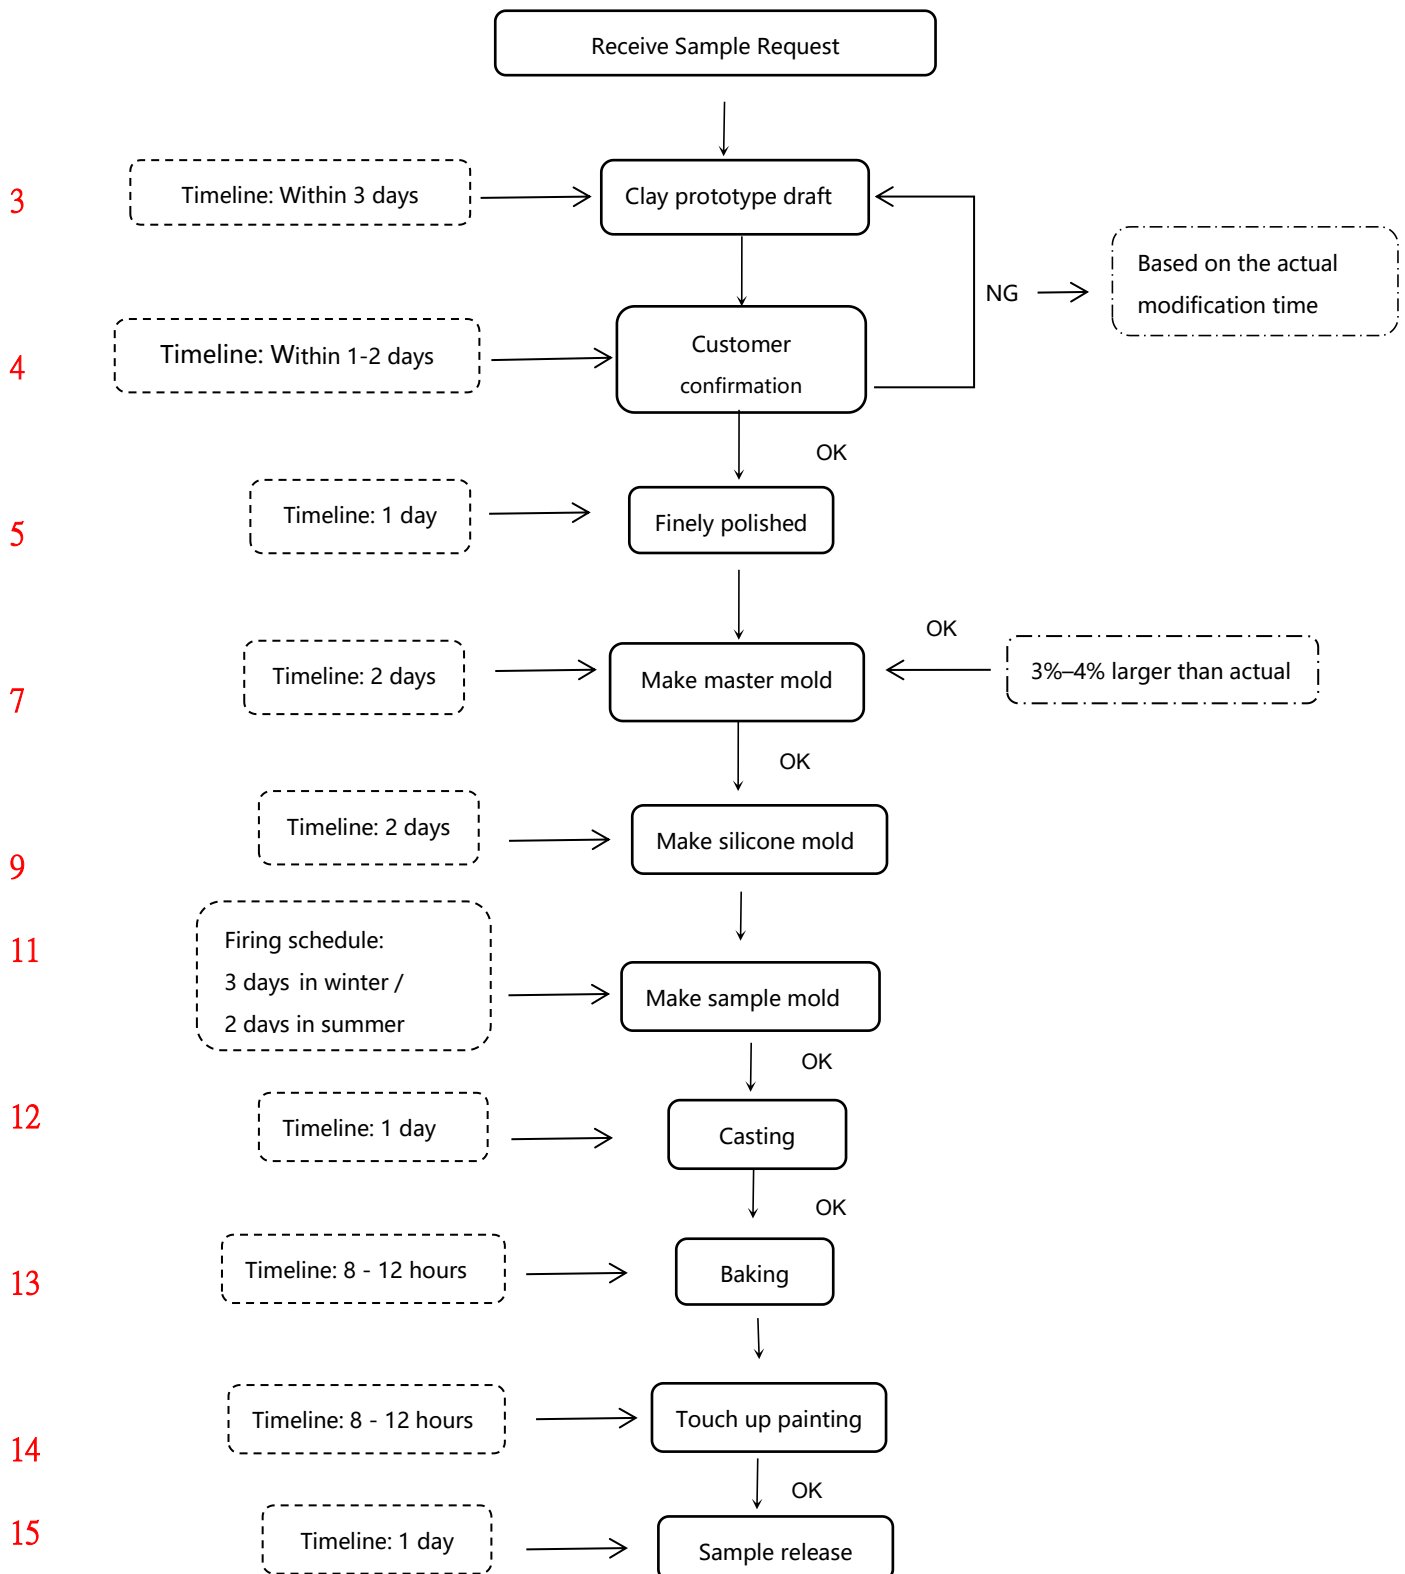 Receive Sample Request
3
Timeline: Within 3 days
Clay prototype draft
NG
Based on the actual
modification time
4
Timeline: Within 1-2 days
Customer
confirmation
OK
5
Timeline: 1 day
Finely polished
7
Timeline: 2 days
Make master mold
OK
3%–4% larger than actual
OK
9
Timeline: 2 days
Make silicone mold
11
Firing schedule:
3 days in winter /
2 days in summer
Make sample mold
OK
12
Timeline: 1 day
Casting
OK
13
Timeline: 8 - 12 hours
Baking
14
Timeline: 8 - 12 hours
Touch up painting
OK
15
Timeline: 1 day
Sample release